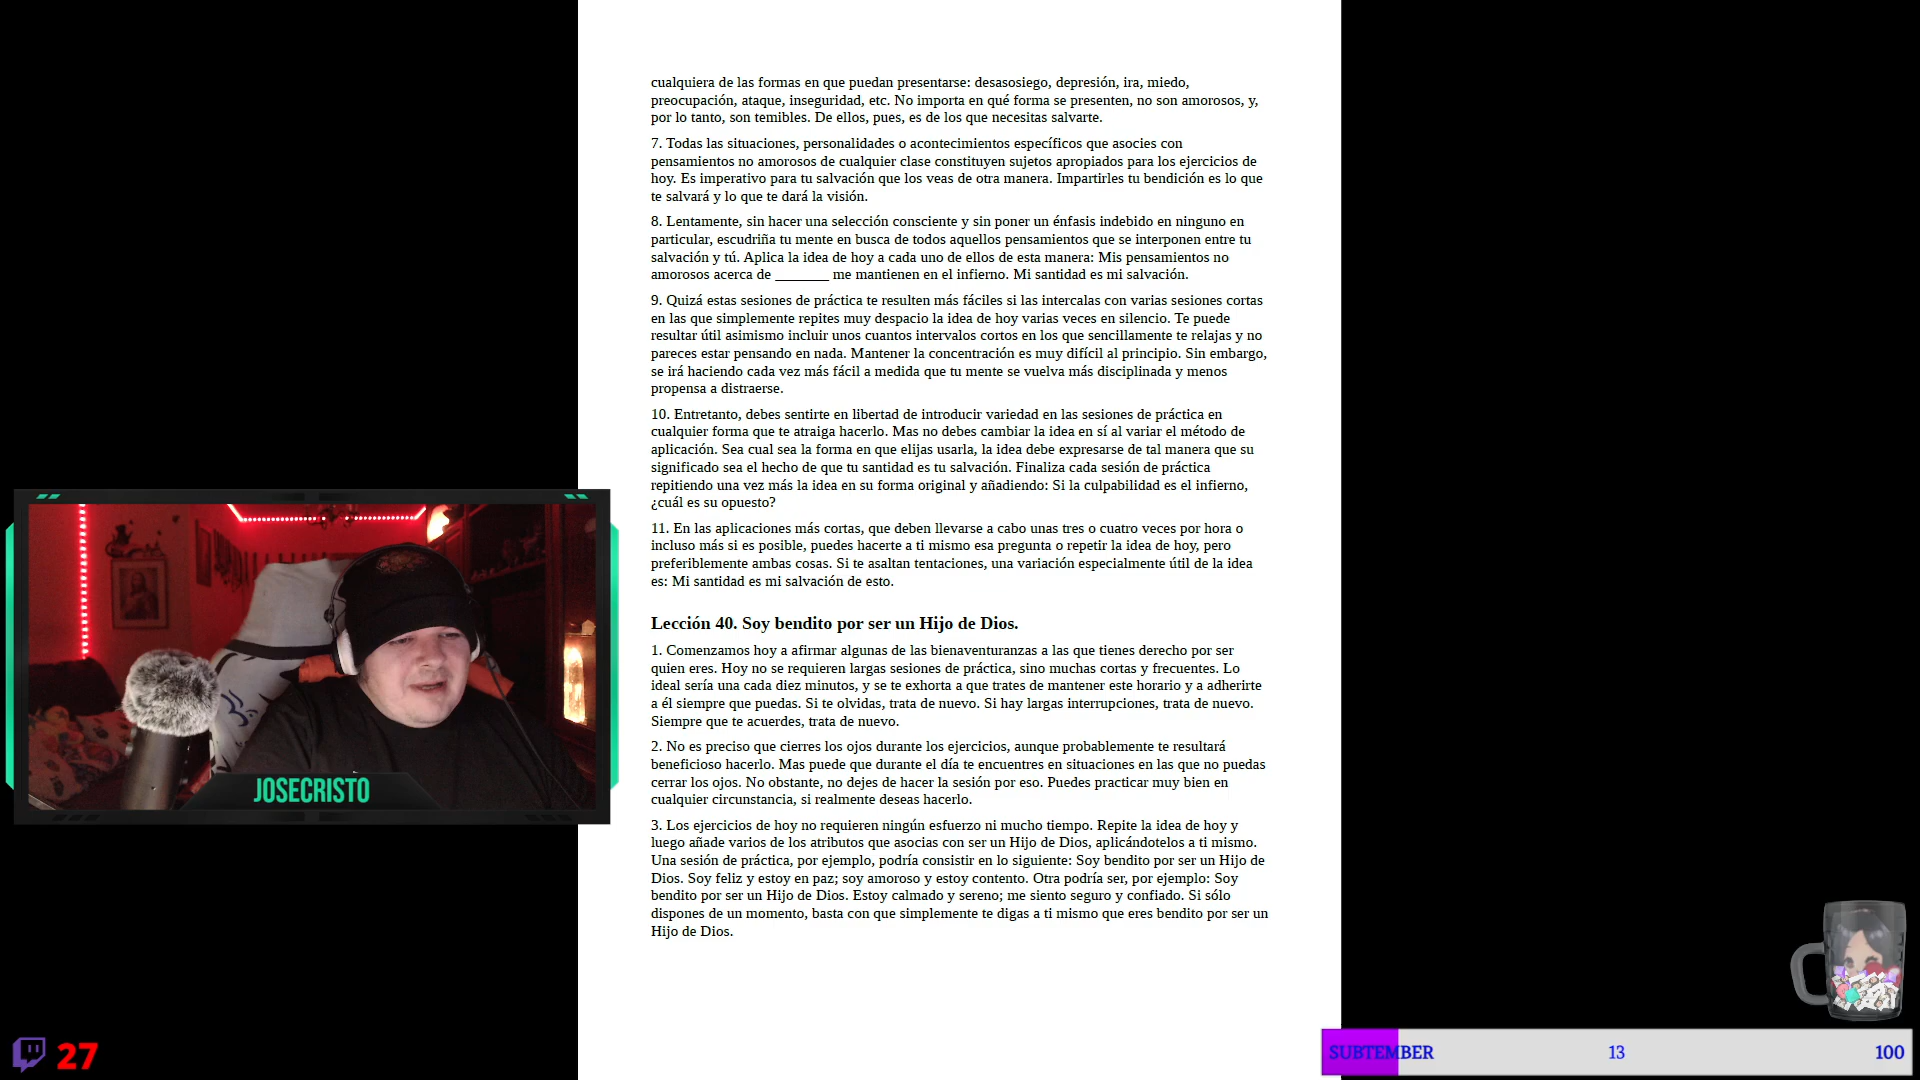 cualquiera de las formas en que puedan presentarse: desasosiego, depresión, ira, miedo,
preocupación, ataque, inseguridad, etc. No importa en qué forma se presenten, no son amorosos, y,
por lo tanto, son temibles. De ellos, pues, es de los que necesitas salvarte.
7. Todas las situaciones, personalidades o acontecimientos específicos que asocies con
pensamientos no amorosos de cualquier clase constituyen sujetos apropiados para los ejercicios de
hoy. Es imperativo para tu salvación que los veas de otra manera. Impartirles tu bendición es lo que
te salvará y lo que te dará la visión.
8. Lentamente, sin hacer una selección consciente y sin poner un énfasis indebido en ninguno en
particular, escudriña tu mente en busca de todos aquellos pensamientos que se interponen entre tu
salvación y tú. Aplica la idea de hoy a cada uno de ellos de esta manera: Mis pensamientos no
amorosos acerca de _______ me mantienen en el infierno. Mi santidad es mi salvación.
9. Quizá estas sesiones de práctica te resulten más fáciles si las intercalas con varias sesiones cortas
en las que simplemente repites muy despacio la idea de hoy varias veces en silencio. Te puede
resultar útil asimismo incluir unos cuantos intervalos cortos en los que sencillamente te relajas y no
pareces estar pensando en nada. Mantener la concentración es muy difícil al principio. Sin embargo,
se irá haciendo cada vez más fácil a medida que tu mente se vuelva más disciplinada y menos
propensa a distraerse.
10. Entretanto, debes sentirte en libertad de introducir variedad en las sesiones de práctica en
cualquier forma que te atraiga hacerlo. Mas no debes cambiar la idea en sí al variar el método de
aplicación. Sea cual sea la forma en que elijas usarla, la idea debe expresarse de tal manera que su
significado sea el hecho de que tu santidad es tu salvación. Finaliza cada sesión de práctica
repitiendo una vez más la idea en su forma original y añadiendo: Si la culpabilidad es el infierno,
¿cuál es su opuesto?
11. En las aplicaciones más cortas, que deben llevarse a cabo unas tres o cuatro veces por hora o
incluso más si es posible, puedes hacerte a ti mismo esa pregunta o repetir la idea de hoy, pero
preferiblemente ambas cosas. Si te asaltan tentaciones, una variación especialmente útil de la idea
es: Mi santidad es mi salvación de esto.
Lección 40. Soy bendito por ser un Hijo de Dios.
1. Comenzamos hoy a afirmar algunas de las bienaventuranzas a las que tienes derecho por ser
quien eres. Hoy no se requieren largas sesiones de práctica, sino muchas cortas y frecuentes. Lo
ideal sería una cada diez minutos, y se te exhorta a que trates de mantener este horario y a adherirte
a él siempre que puedas. Si te olvidas, trata de nuevo. Si hay largas interrupciones, trata de nuevo.
Siempre que te acuerdes, trata de nuevo.
2. No es preciso que cierres los ojos durante los ejercicios, aunque probablemente te resultará
beneficioso hacerlo. Mas puede que durante el día te encuentres en situaciones en las que no puedas
cerrar los ojos. No obstante, no dejes de hacer la sesión por eso. Puedes practicar muy bien en
cualquier circunstancia, si realmente deseas hacerlo.
3. Los ejercicios de hoy no requieren ningún esfuerzo ni mucho tiempo. Repite la idea de hoy y
luego añade varios de los atributos que asocias con ser un Hijo de Dios, aplicándotelos a ti mismo.
Una sesión de práctica, por ejemplo, podría consistir en lo siguiente: Soy bendito por ser un Hijo de
Dios. Soy feliz y estoy en paz; soy amoroso y estoy contento. Otra podría ser, por ejemplo: Soy
bendito por ser un Hijo de Dios. Estoy calmado y sereno; me siento seguro y confiado. Si sólo
dispones de un momento, basta con que simplemente te digas a ti mismo que eres bendito por ser un
Hijo de Dios.
JOSECRISTO
27
SUBTEMBER 13 100